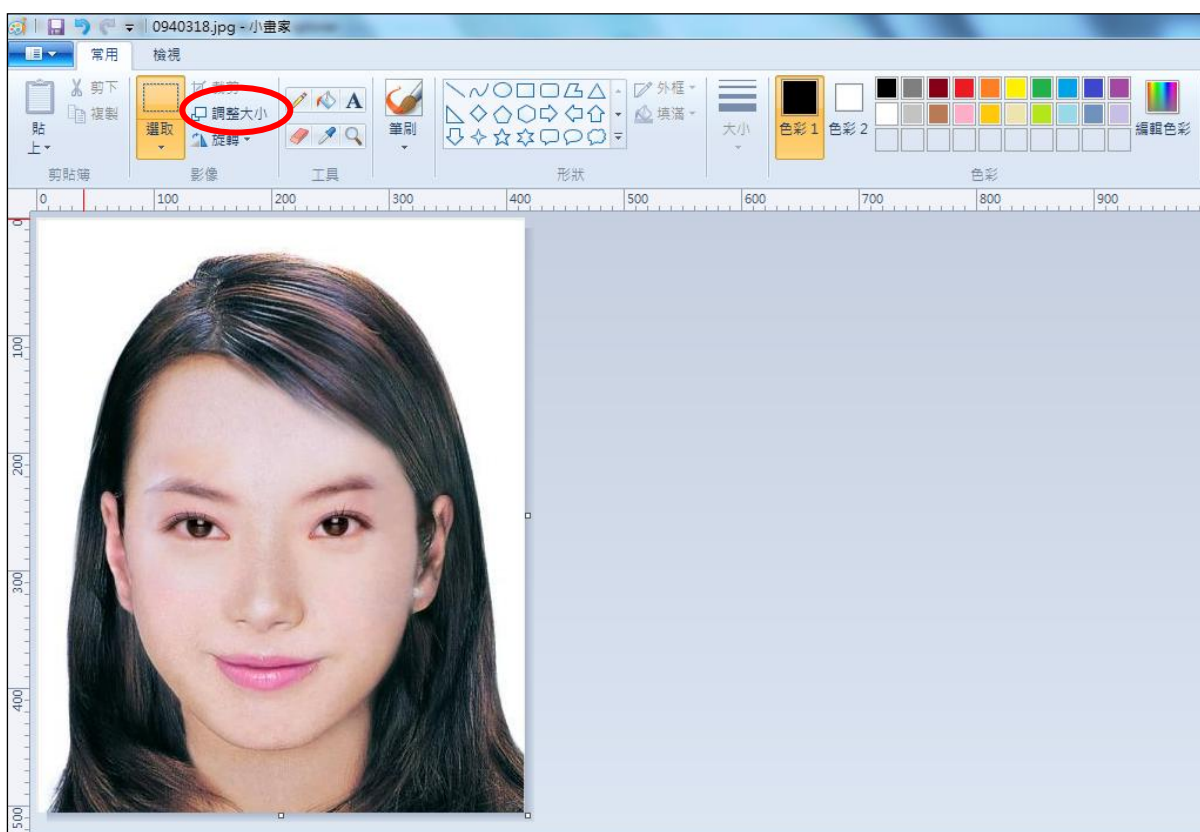 0940318.jpg - 小畫家
常用 檢視
剪下
複製
貼上
選取
裁剪
調整大小
旋轉
A
筆刷
外框
填滿
大小
色彩 1
色彩 2
編輯色彩
剪貼簿 影像 工具 形狀 色彩
0 100 200 300 400 500 600 700 800 900
0
100
200
300
400
500